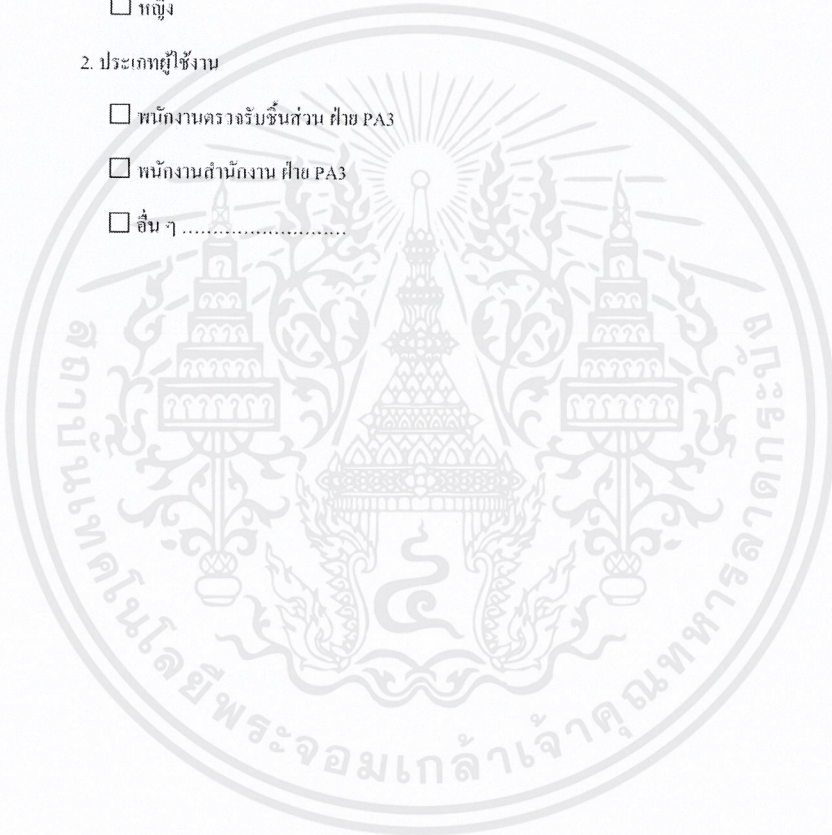 ☐ หญิง
2. ประเภทผู้ใช้งาน
☐ พนักงานตรวจรับชิ้นส่วน ฝ่าย PA3
☐ พนักงานสำนักงาน ฝ่าย PA3
☐ อื่น ๆ ...........................
สถาบันเทคโนโลยีพระจอมเกล้าเจ้าคุณทหารลาดกระบัง